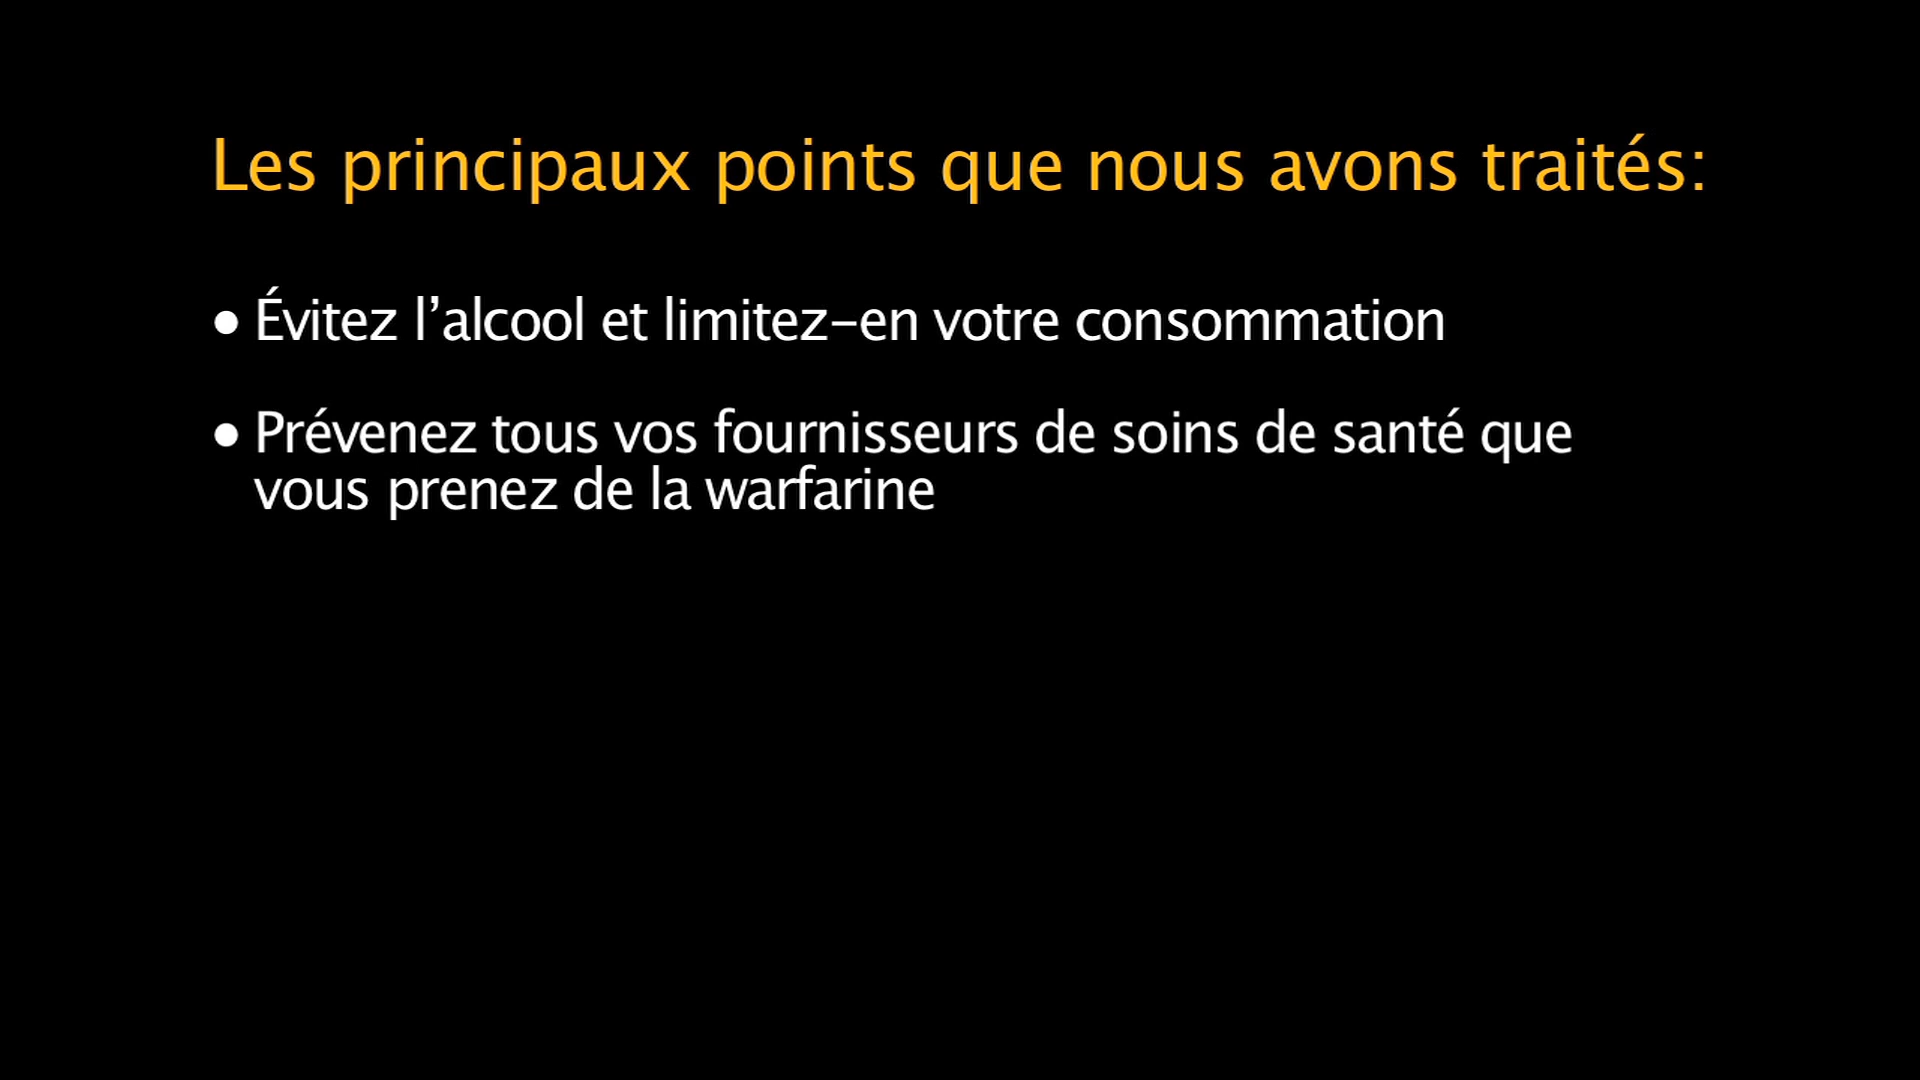 Les principaux points que nous avons traités:
• Évitez l’alcool et limitez-en votre consommation
• Prévenez tous vos fournisseurs de soins de santé que
vous prenez de la warfarine